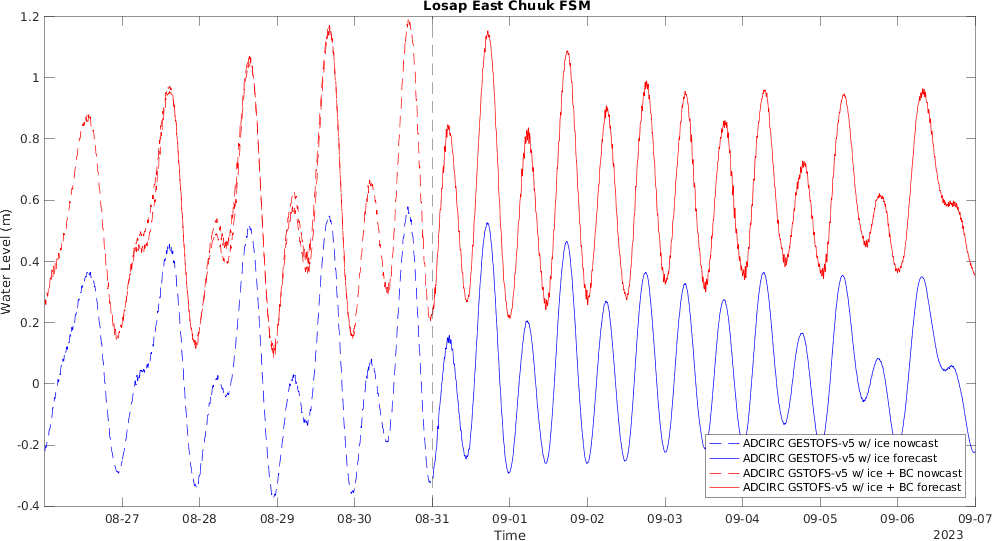 Losap East Chuuk FSM
1.2
1
0.8
0.6
0.4
0.2
0
-0.2
-0.4
Water Level (m)
ADCIRC GESTOFS-v5 w/ ice nowcast
ADCIRC GESTOFS-v5 w/ ice forecast
ADCIRC GSTOFS-v5 w/ ice + BC nowcast
ADCIRC GSTOFS-v5 w/ ice + BC forecast
08-27 08-28 08-29 08-30 08-31 09-01 09-02 09-03 09-04 09-05 09-06 09-07
Time
2023